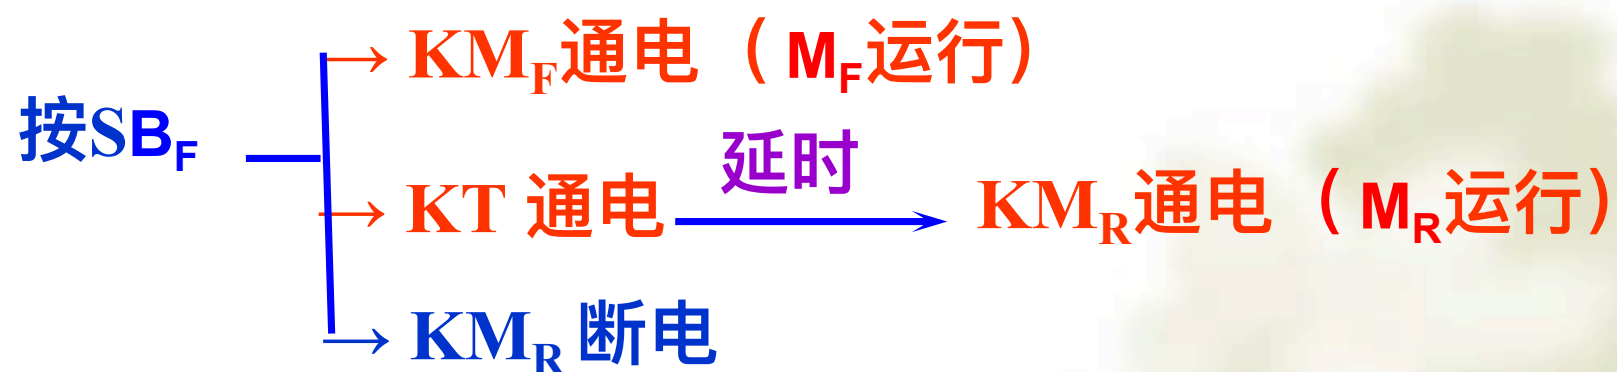 → KMF通电（MF运行）
按SBF
延时
→ KT 通电 → KMR通电（MR运行）
→ KMR 断电